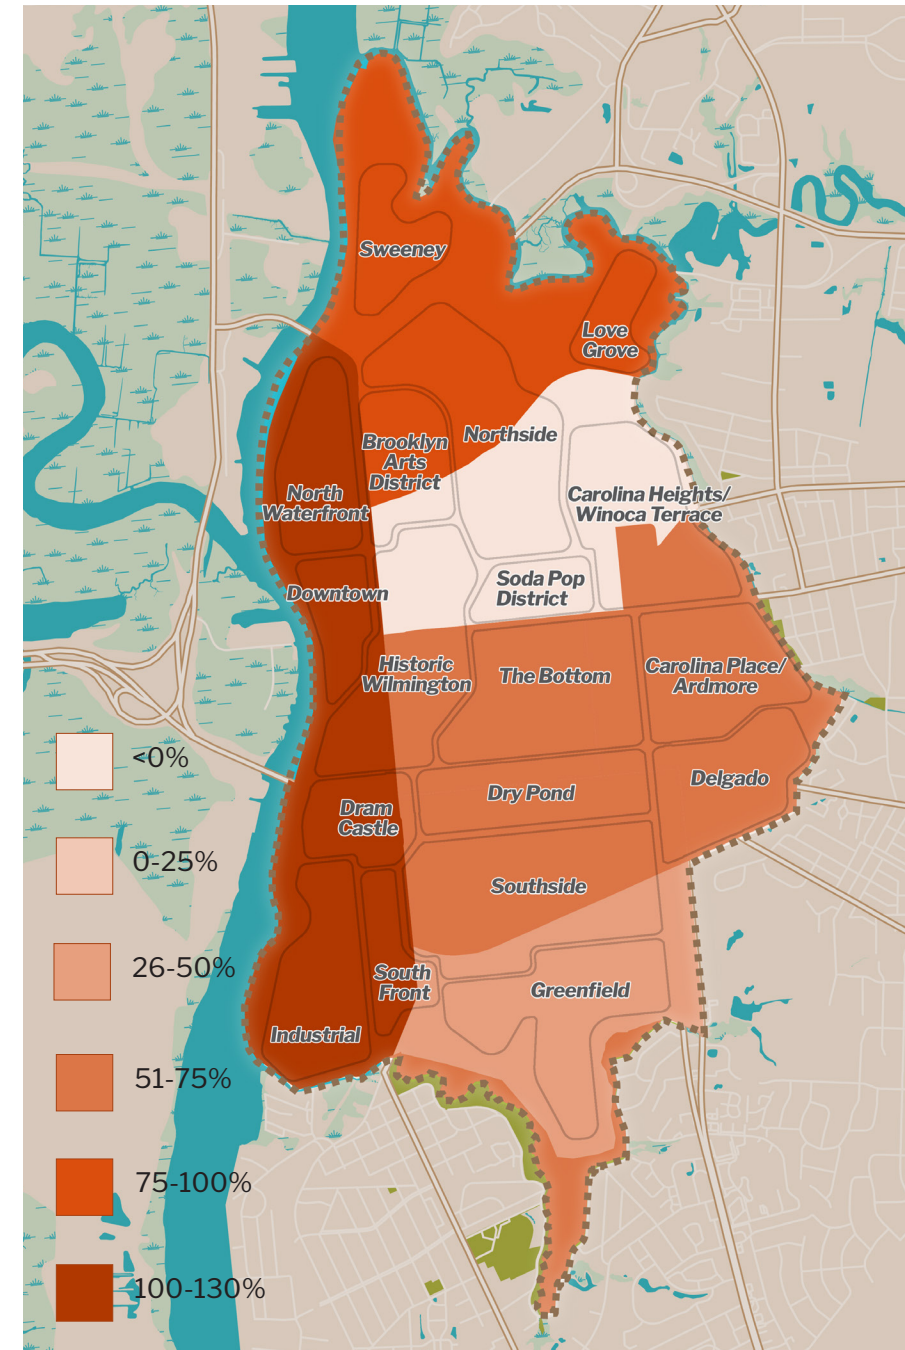 Sweeney
Love
Grove
Brooklyn
Arts
District
Northside
North
Waterfront
Carolina Heights/
Winoca Terrace
Downtown
Soda Pop
District
Historic
Wilmington
The Bottom
Carolina Place/
Ardmore
Delgado
Dry Pond
Dram
Castle
Southside
South
Front
Greenfield
Industrial
<0%
0-25%
26-50%
51-75%
75-100%
100-130%